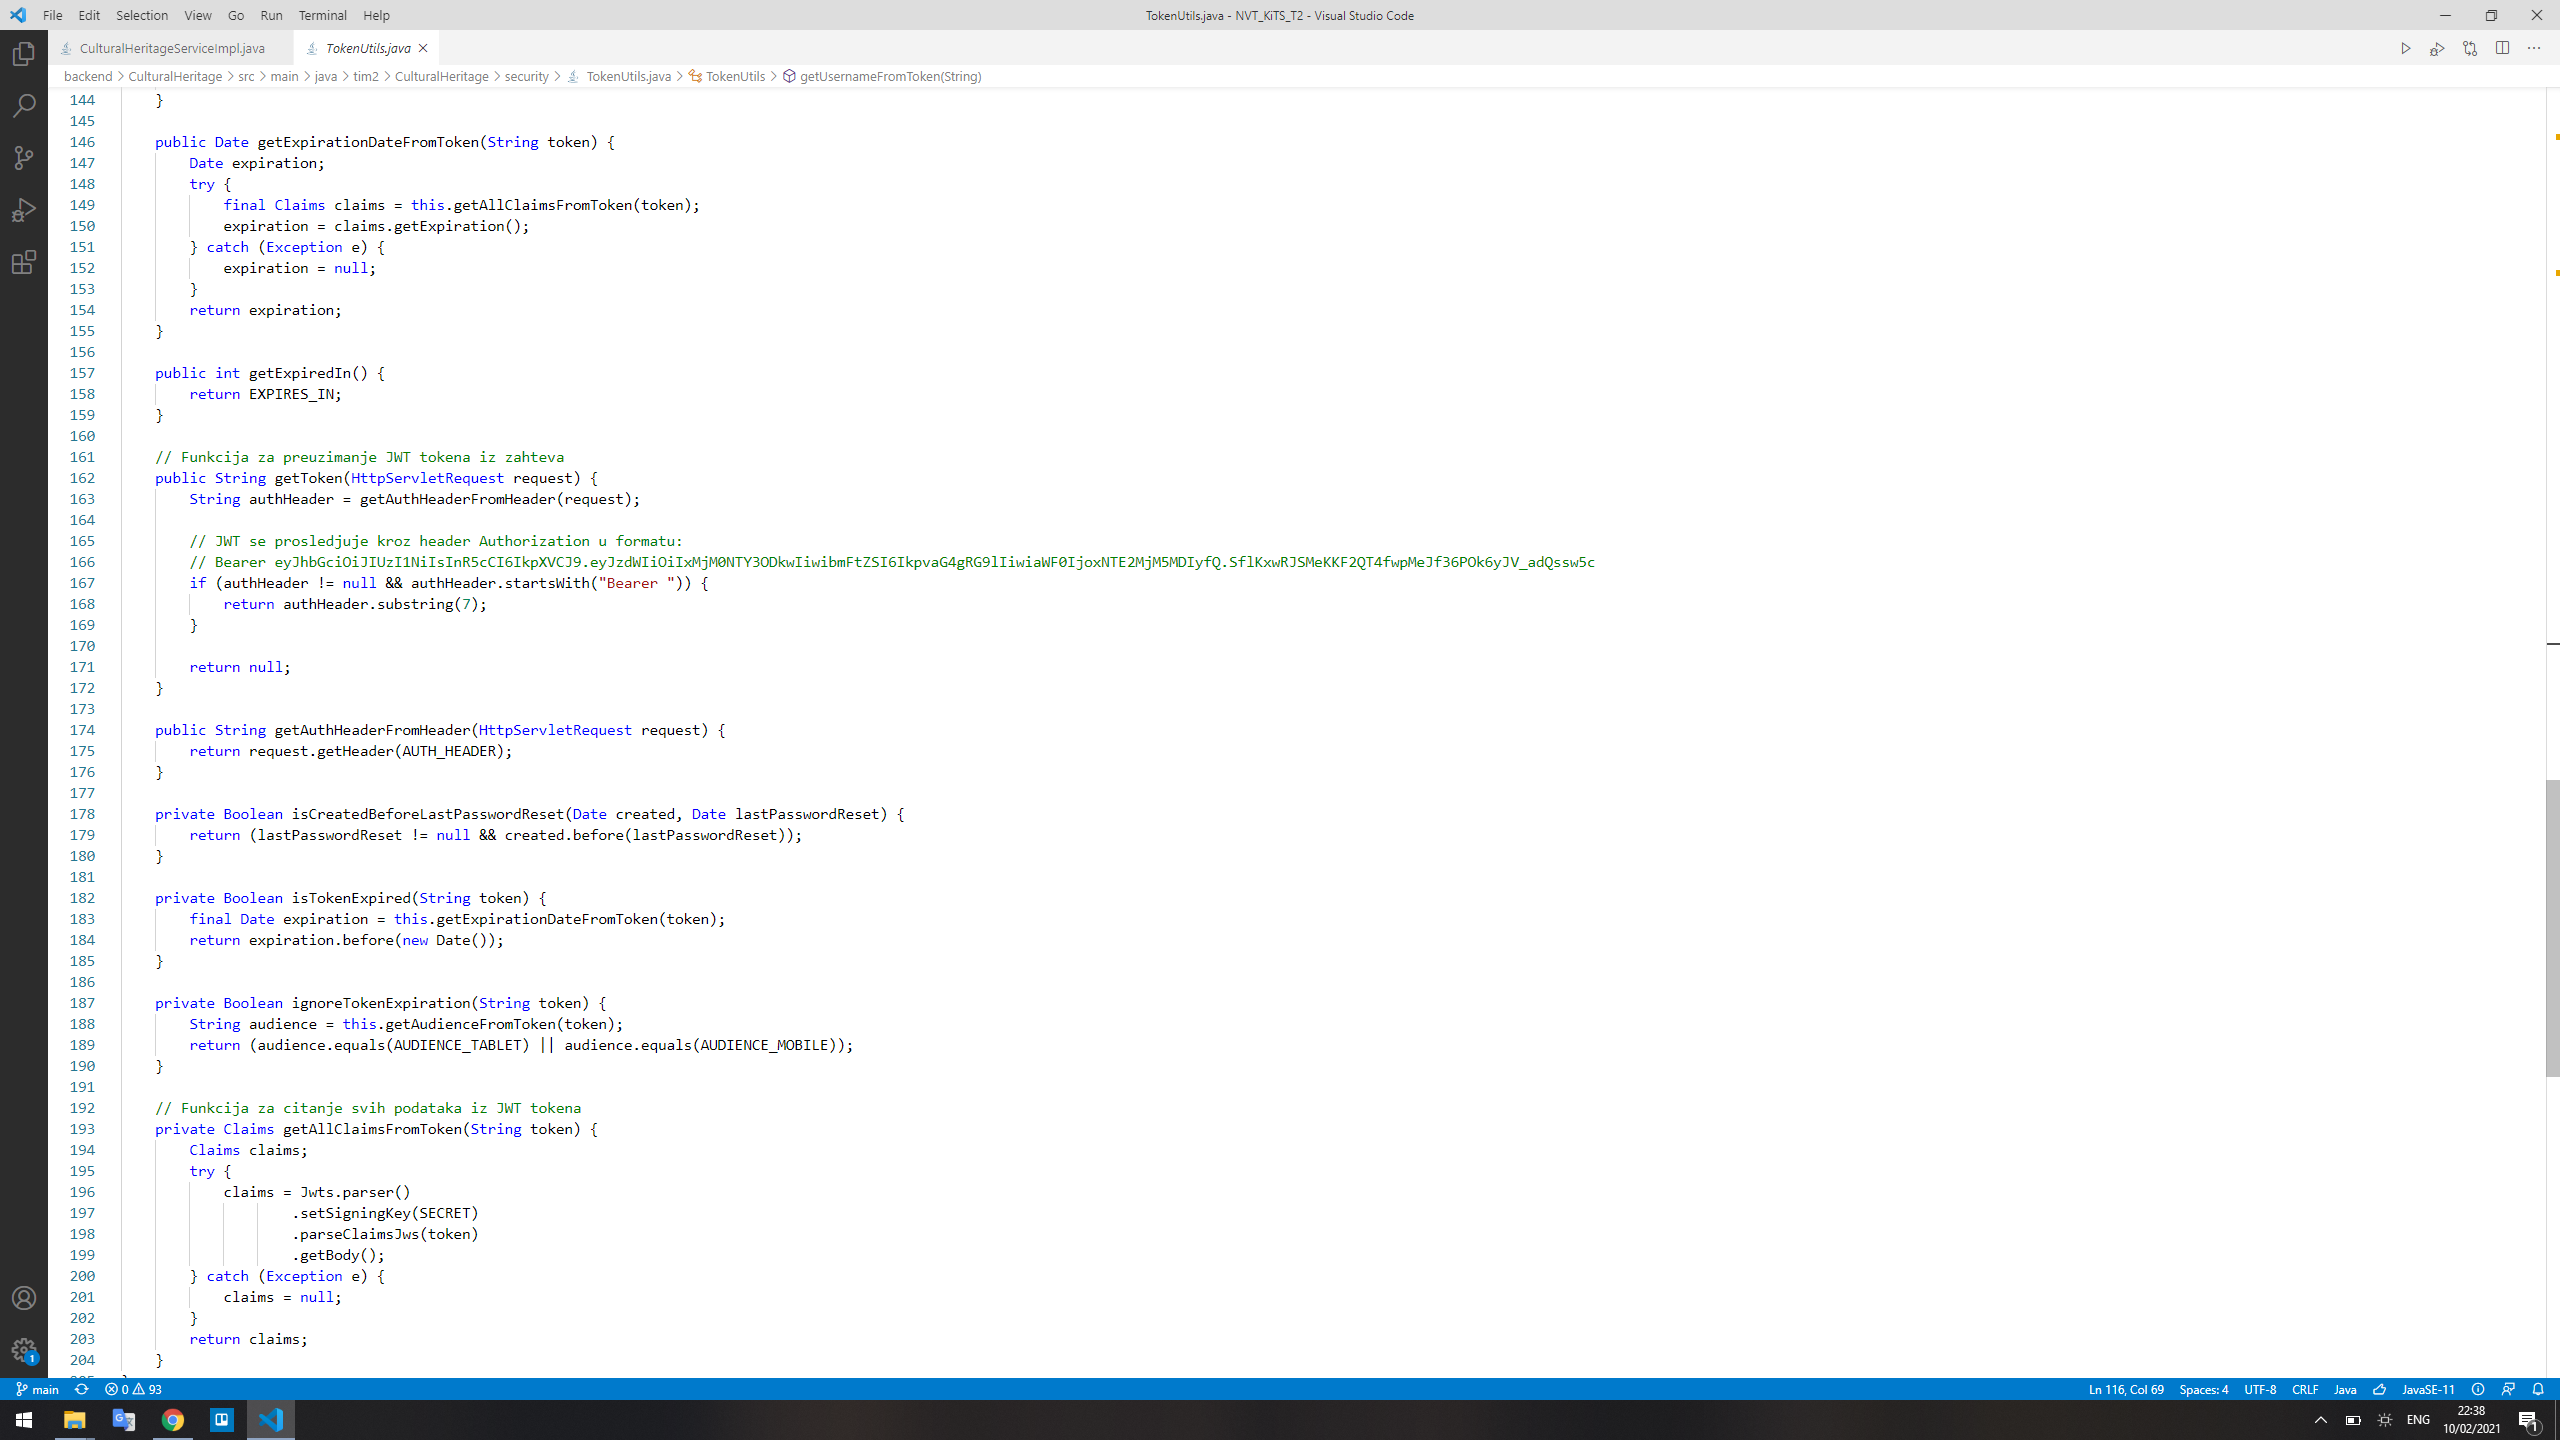 File Edit Selection View Go Run Terminal Help TokenUtils.java - NVT_KiTS_T2 - Visual Studio Code
CulturalHeritageServiceImpl.java TokenUtils.java
backend > CulturalHeritage > src > main > java > tim2 > CulturalHeritage > security > TokenUtils.java > TokenUtils > getUsernameFromToken(String)
144 }
145
146 public Date getExpirationDateFromToken(String token) {
147 Date expiration;
148 try {
149 final Claims claims = this.getAllClaimsFromToken(token);
150 expiration = claims.getExpiration();
151 } catch (Exception e) {
152 expiration = null;
153 }
154 return expiration;
155 }
156
157 public int getExpiredIn() {
158 return EXPIRES_IN;
159 }
160
161 // Funkcija za preuzimanje JWT tokena iz zahteva
162 public String getToken(HttpServletRequest request) {
163 String authHeader = getAuthHeaderFromHeader(request);
164
165 // JWT se prosledjuje kroz header Authorization u formatu:
166 // Bearer eyJhbGciOiJIUzI1NiIsInR5cCI6IkpXVCJ9.eyJzdWIiOiIxMjM0NTY3ODkwIiwibmFtZSI6IkpvaG4gRG9lIiwiaWF0IjoxNTE2MjM5MDIyfQ.SflKxwRJSMeKKF2QT4fwpMeJf36POk6yJV_adQssw5c
167 if (authHeader != null && authHeader.startsWith("Bearer ")) {
168 return authHeader.substring(7);
169 }
170
171 return null;
172 }
173
174 public String getAuthHeaderFromHeader(HttpServletRequest request) {
175 return request.getHeader(AUTH_HEADER);
176 }
177
178 private Boolean isCreatedBeforeLastPasswordReset(Date created, Date lastPasswordReset) {
179 return (lastPasswordReset != null && created.before(lastPasswordReset));
180 }
181
182 private Boolean isTokenExpired(String token) {
183 final Date expiration = this.getExpirationDateFromToken(token);
184 return expiration.before(new Date());
185 }
186
187 private Boolean ignoreTokenExpiration(String token) {
188 String audience = this.getAudienceFromToken(token);
189 return (audience.equals(AUDIENCE_TABLET) || audience.equals(AUDIENCE_MOBILE));
190 }
191
192 // Funkcija za citanje svih podataka iz JWT tokena
193 private Claims getAllClaimsFromToken(String token) {
194 Claims claims;
195 try {
196 claims = Jwts.parser()
197 .setSigningKey(SECRET)
198 .parseClaimsJws(token)
199 .getBody();
200 } catch (Exception e) {
201 claims = null;
202 }
203 return claims;
204 }
1
main 0 93 Ln 116, Col 69 Spaces: 4 UTF-8 CRLF Java JavaSE-11
ENG 22:38
10/02/2021 1